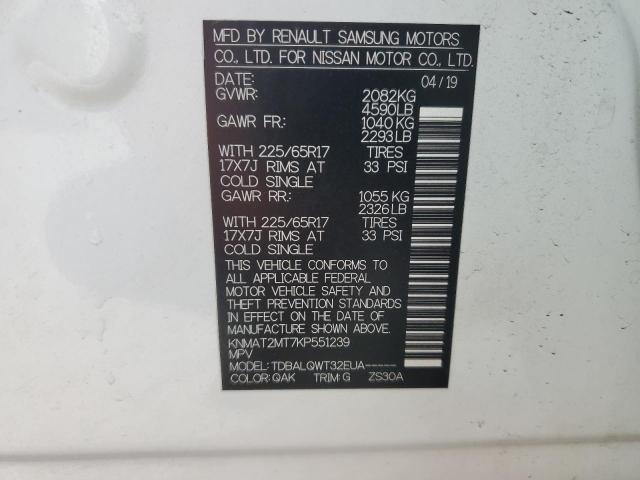 MFD BY RENAULT SAMSUNG MOTORS
CO., LTD. FOR NISSAN MOTOR CO., LTD.
DATE: 04/19
GVWR: 2082KG
4590LB
GAWR FR: 1040 KG
2293LB
WITH 225/65R17 TIRES
17X7J RIMS AT 33 PSI
COLD SINGLE
GAWR RR: 1055 KG
2326LB
WITH 225/65R17 TIRES
17X7J RIMS AT 33 PSI
COLD SINGLE
THIS VEHICLE CONFORMS TO
ALL APPLICABLE FEDERAL
MOTOR VEHICLE SAFETY AND
THEFT PREVENTION STANDARDS
IN EFFECT ON THE DATE OF
MANUFACTURE SHOWN ABOVE.
KNMAT2MT7KP551239
MPV
MODEL: TDBALQWT32EUA-----
COLOR: QAK TRIM: G ZS30A